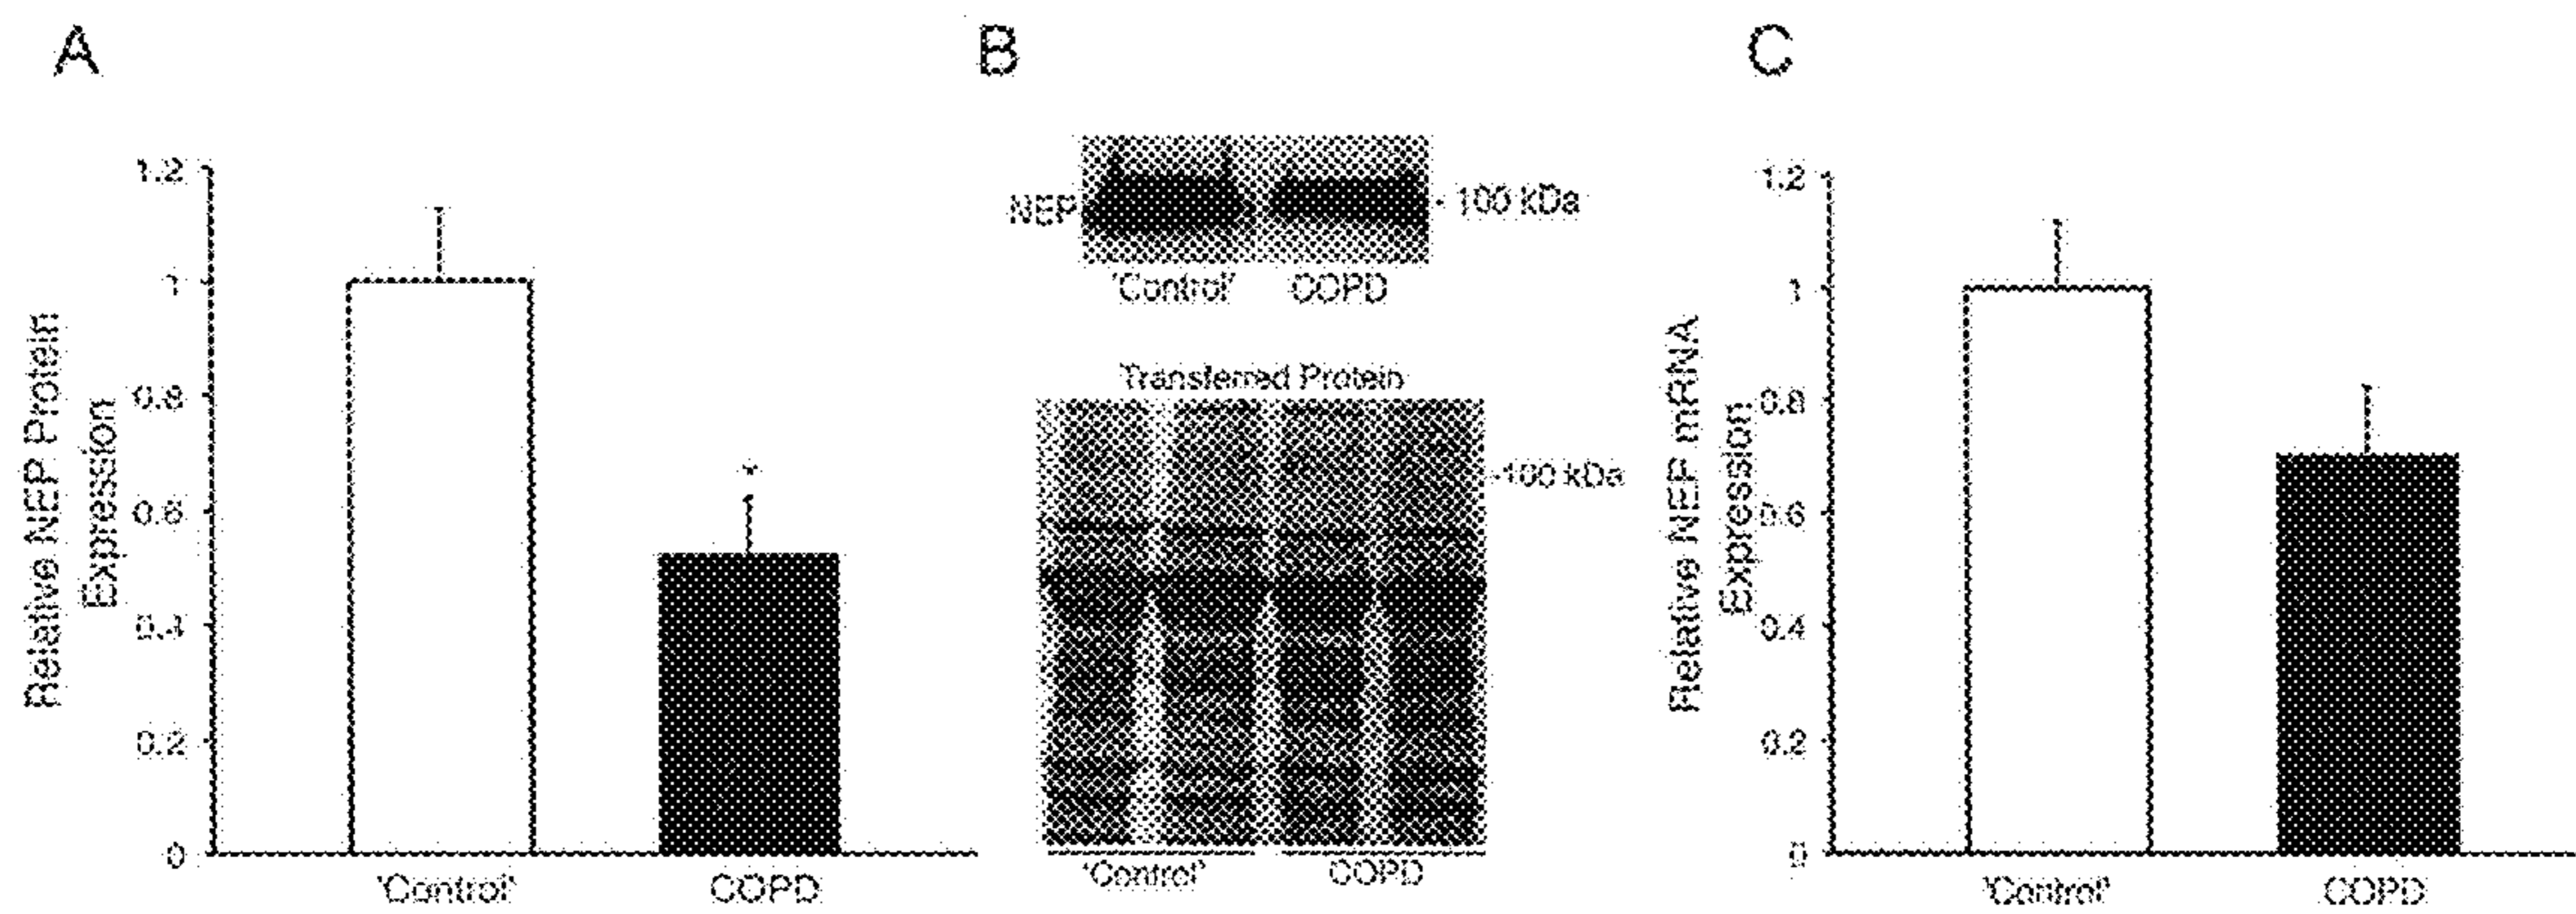 A
Relative NEP Protein
Expression
1.2
1
0.8
0.6
0.4
0.2
0
*
'Control'
COPD
B
NEP
- 100 kDa
'Control'
COPD
Transferred Protein
-100 kDa
'Control'
COPD
C
Relative NEP mRNA
Expression
1.2
1
0.8
0.6
0.4
0.2
0
'Control'
COPD